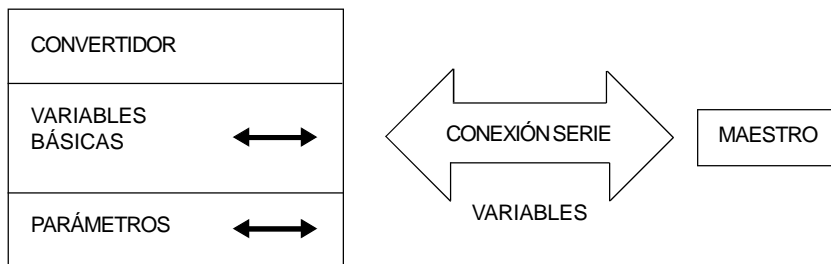 CONVERTIDOR
VARIABLES
BÁSICAS
PARÁMETROS
CONEXIÓN SERIE
VARIABLES
MAESTRO